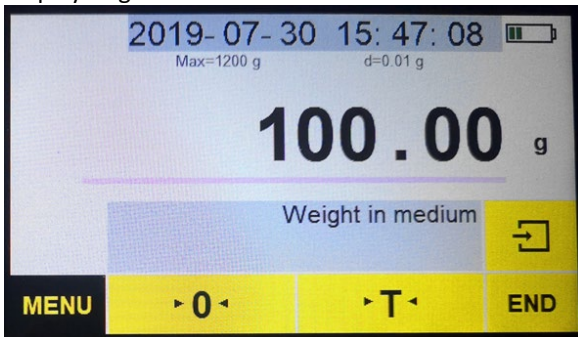 2019-07-30 15:47:08
Max=1200 g d=0.01 g
100.00 g
Weight in medium
MENU ▸0◂ ▸T◂ END